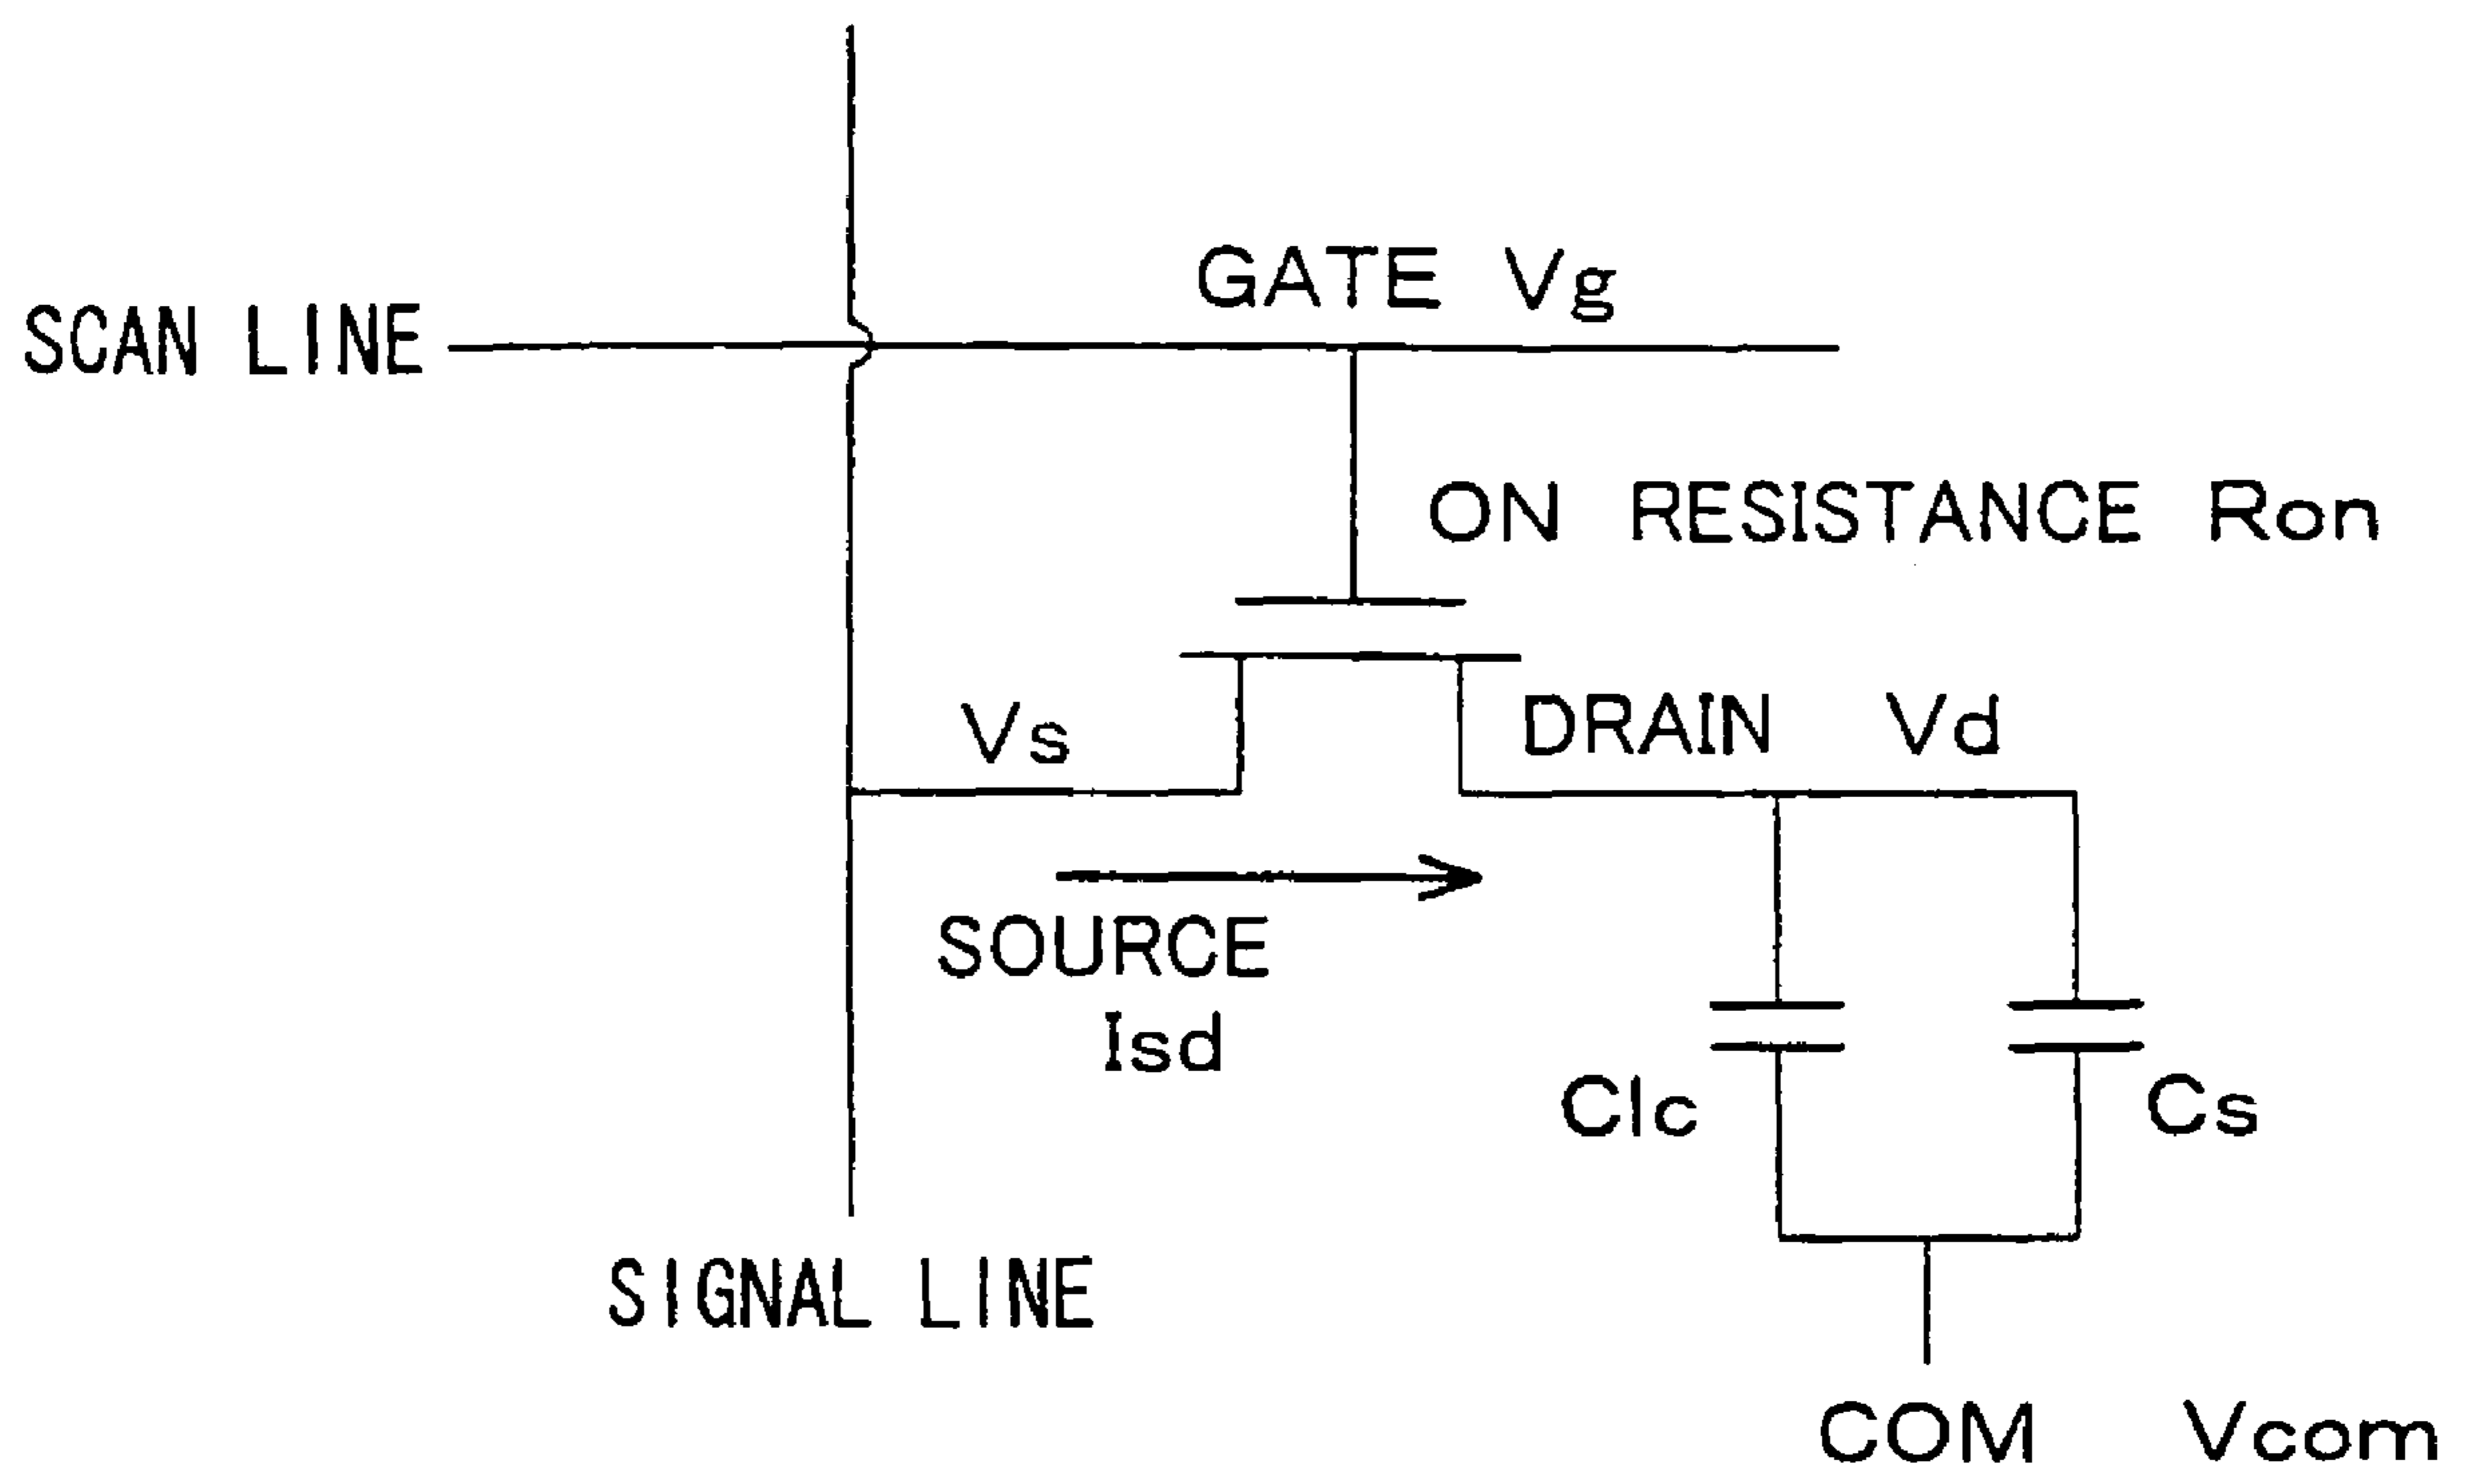 GATE Vg
SCAN LINE
ON RESISTANCE Ron
Vs
DRAIN Vd
SOURCE
Isd
Clc
Cs
SIGNAL LINE
COM Vcom